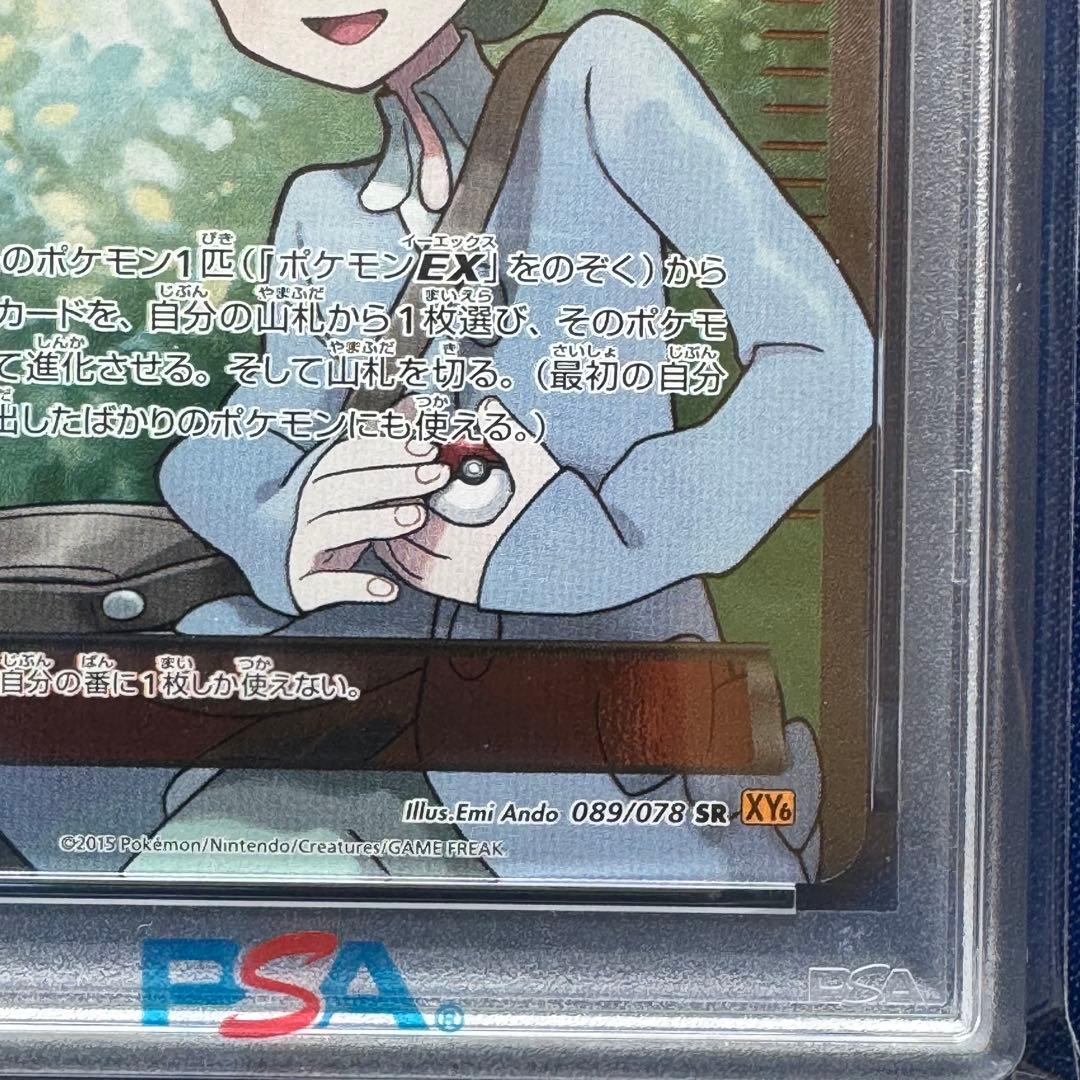 のポケモン1匹(『ポケモンEX』をのぞく)から
カードを、自分の山札から1枚選び、そのポケモ
て進化させる。そして山札を切る。(最初の自分
出したばかりのポケモンにも使える。)
自分の番に1枚しか使えない。
Illus.Emi Ando 089/078 SR XY6
©2015 Pokémon/Nintendo/Creatures/GAME FREAK.
PSA®
PSA